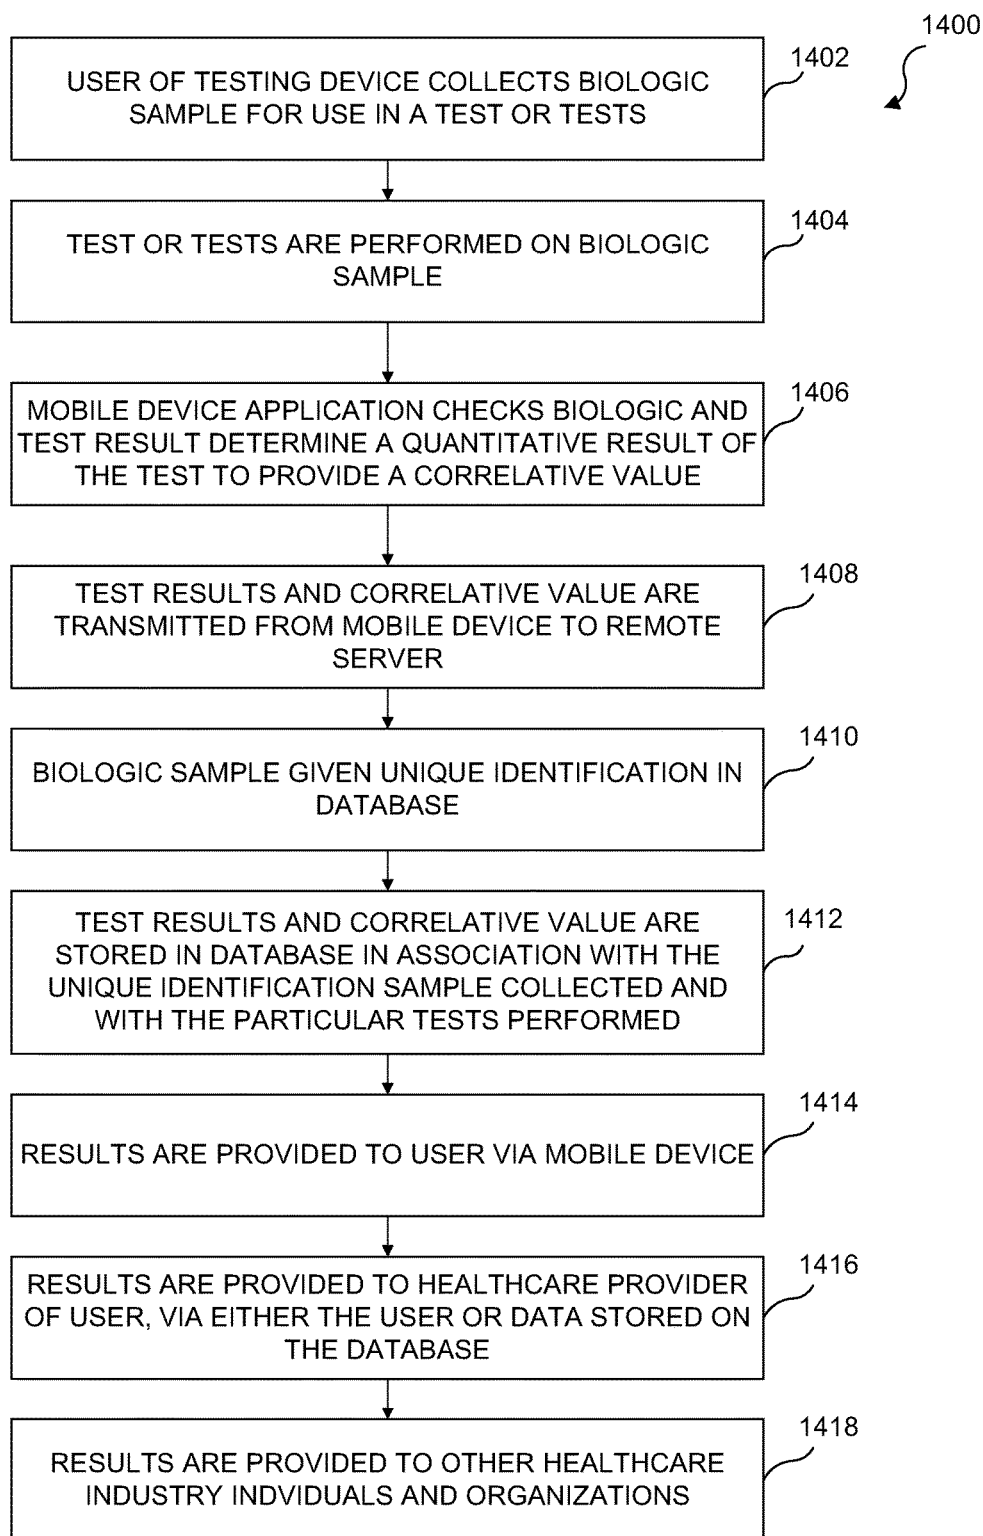 1400
1402
USER OF TESTING DEVICE COLLECTS BIOLOGIC
SAMPLE FOR USE IN A TEST OR TESTS
1404
TEST OR TESTS ARE PERFORMED ON BIOLOGIC
SAMPLE
1406
MOBILE DEVICE APPLICATION CHECKS BIOLOGIC AND
TEST RESULT DETERMINE A QUANTITATIVE RESULT OF
THE TEST TO PROVIDE A CORRELATIVE VALUE
1408
TEST RESULTS AND CORRELATIVE VALUE ARE
TRANSMITTED FROM MOBILE DEVICE TO REMOTE
SERVER
1410
BIOLOGIC SAMPLE GIVEN UNIQUE IDENTIFICATION IN
DATABASE
1412
TEST RESULTS AND CORRELATIVE VALUE ARE
STORED IN DATABASE IN ASSOCIATION WITH THE
UNIQUE IDENTIFICATION SAMPLE COLLECTED AND
WITH THE PARTICULAR TESTS PERFORMED
1414
RESULTS ARE PROVIDED TO USER VIA MOBILE DEVICE
1416
RESULTS ARE PROVIDED TO HEALTHCARE PROVIDER
OF USER, VIA EITHER THE USER OR DATA STORED ON
THE DATABASE
1418
RESULTS ARE PROVIDED TO OTHER HEALTHCARE
INDUSTRY INDVIDUALS AND ORGANIZATIONS